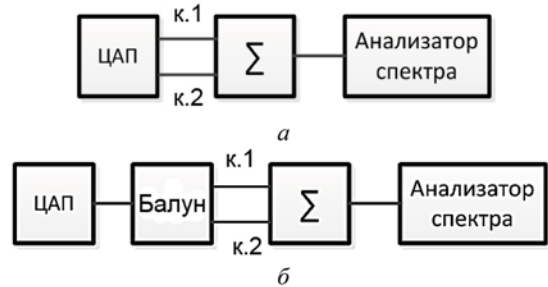 к.1
ЦАП
Σ
Анализатор
спектра
к.2
а
к.1
ЦАП
Балун
Σ
Анализатор
спектра
к.2
б